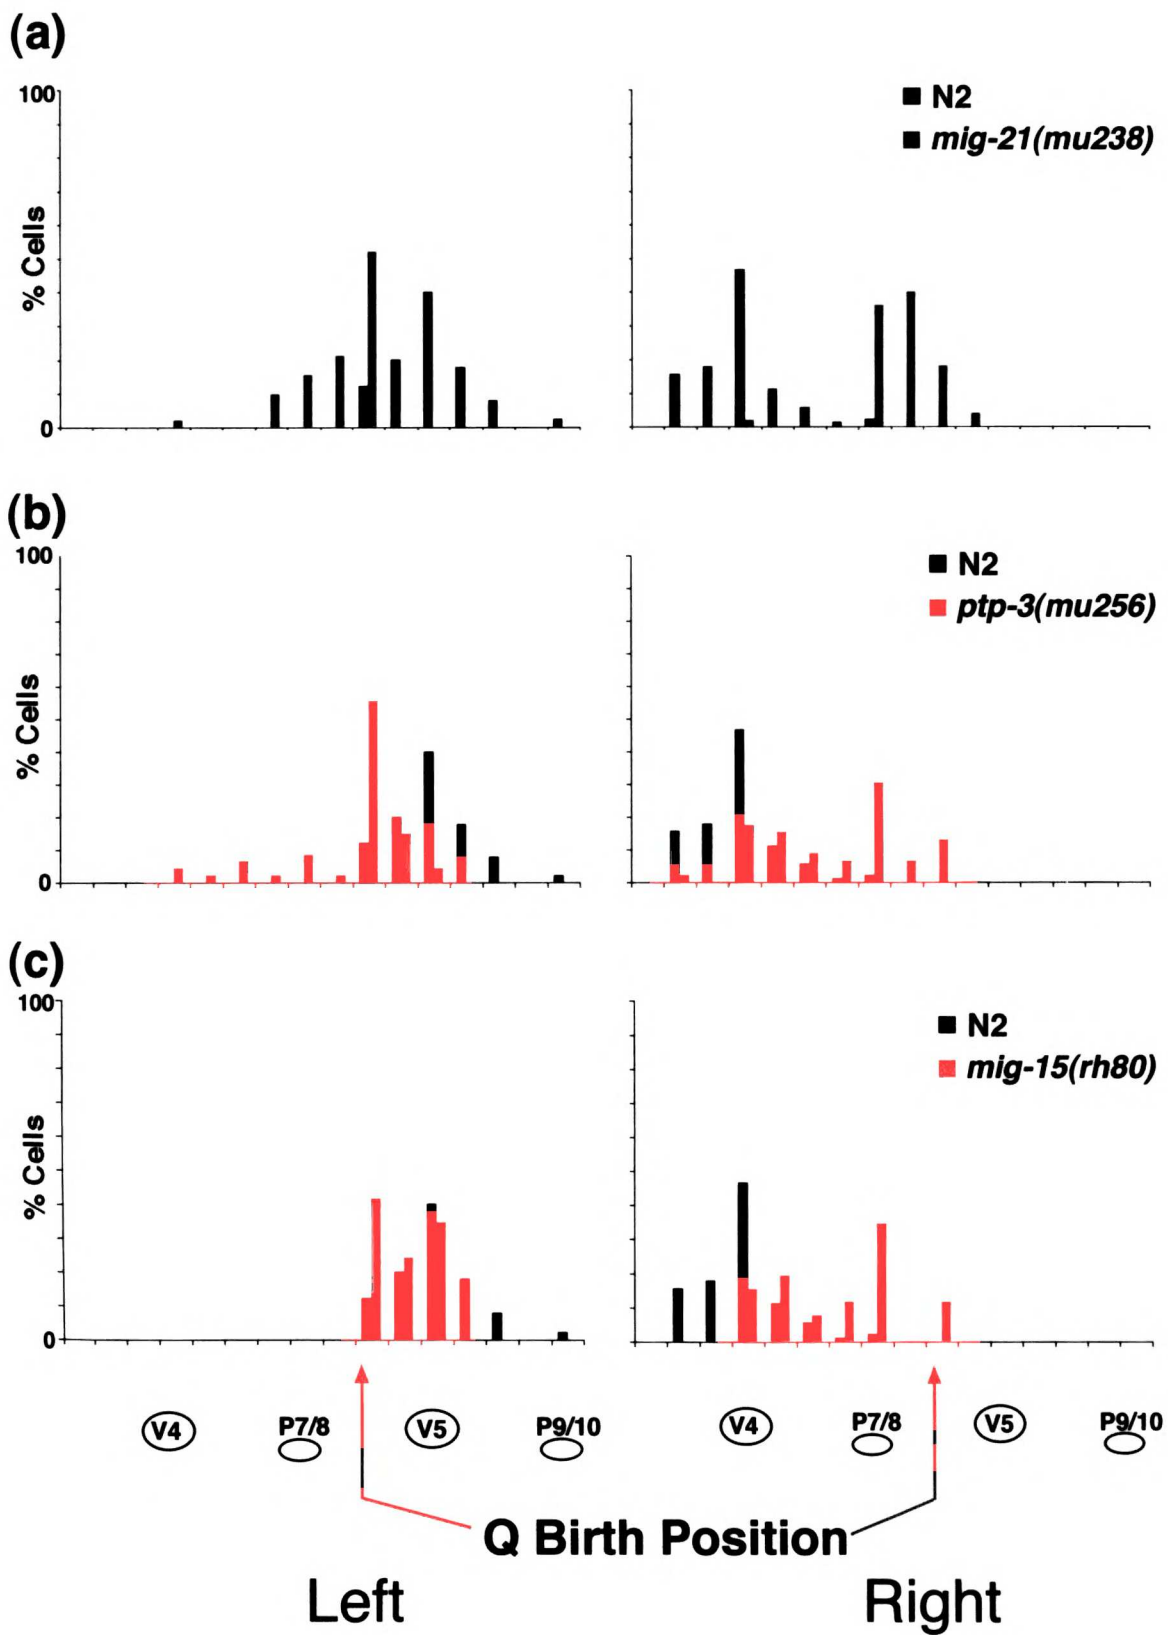 (a)
100
% Cells
0
N2
mig-21(mu238)
(b)
100
% Cells
0
N2
ptp-3(mu256)
(c)
100
% Cells
0
N2
mig-15(rh80)
V4 P7/8 V5 P9/10 V4 P7/8 V5 P9/10
Q Birth Position
Left Right